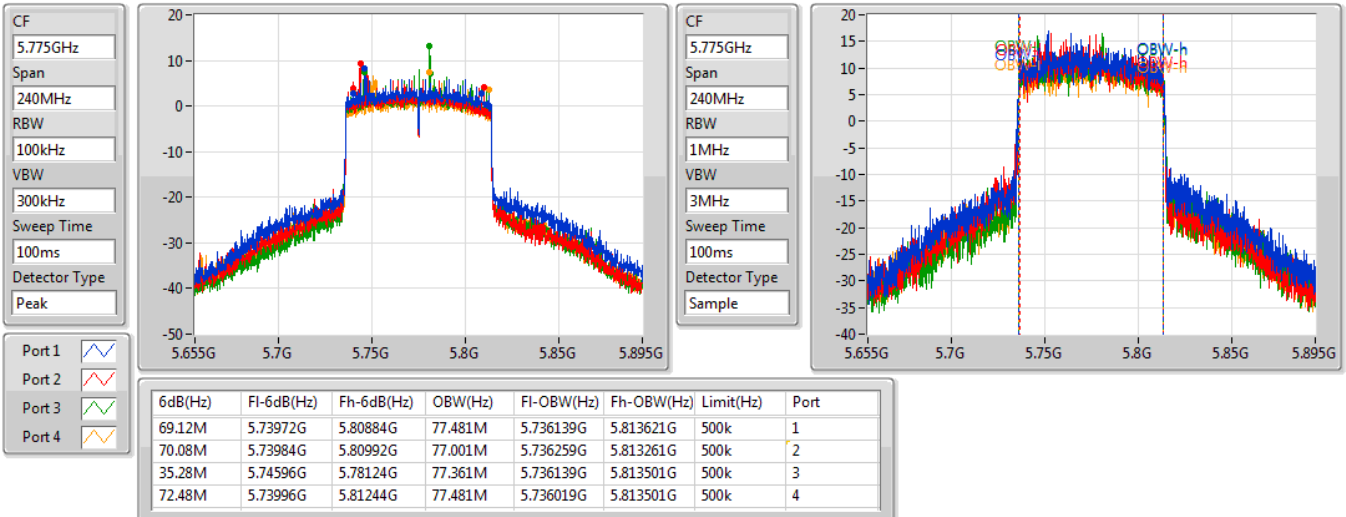 CF
5.775GHz
Span
240MHz
RBW
100kHz
VBW
300kHz
Sweep Time
100ms
Detector Type
Peak
20
10
0
-10
-20
-30
-40
-50
5.655G 5.7G 5.75G 5.8G 5.85G 5.895G
CF
5.775GHz
Span
240MHz
RBW
1MHz
VBW
3MHz
Sweep Time
100ms
Detector Type
Sample
20
15
10
5
0
-5
-10
-15
-20
-25
-30
-35
-40
OBW-h
OBW-h
5.655G 5.7G 5.75G 5.8G 5.85G 5.895G
Port 1
Port 2
Port 3
Port 4
6dB(Hz) Fl-6dB(Hz) Fh-6dB(Hz) OBW(Hz) Fl-OBW(Hz) Fh-OBW(Hz) Limit(Hz) Port
69.12M 5.73972G 5.80884G 77.481M 5.736139G 5.813621G 500k 1
70.08M 5.73984G 5.80992G 77.001M 5.736259G 5.813261G 500k 2
35.28M 5.74596G 5.78124G 77.361M 5.736139G 5.813501G 500k 3
72.48M 5.73996G 5.81244G 77.481M 5.736019G 5.813501G 500k 4